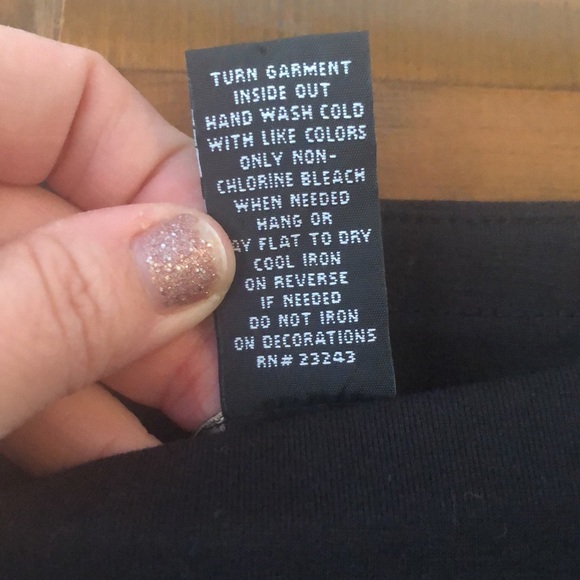 TURN GARMENT
INSIDE OUT
HAND WASH COLD
WITH LIKE COLORS
ONLY NON-
CHLORINE BLEACH
WHEN NEEDED
HANG OR
AY FLAT TO DRY
COOL IRON
ON REVERSE
IF NEEDED
DO NOT IRON
ON DECORATIONS
RN# 23243